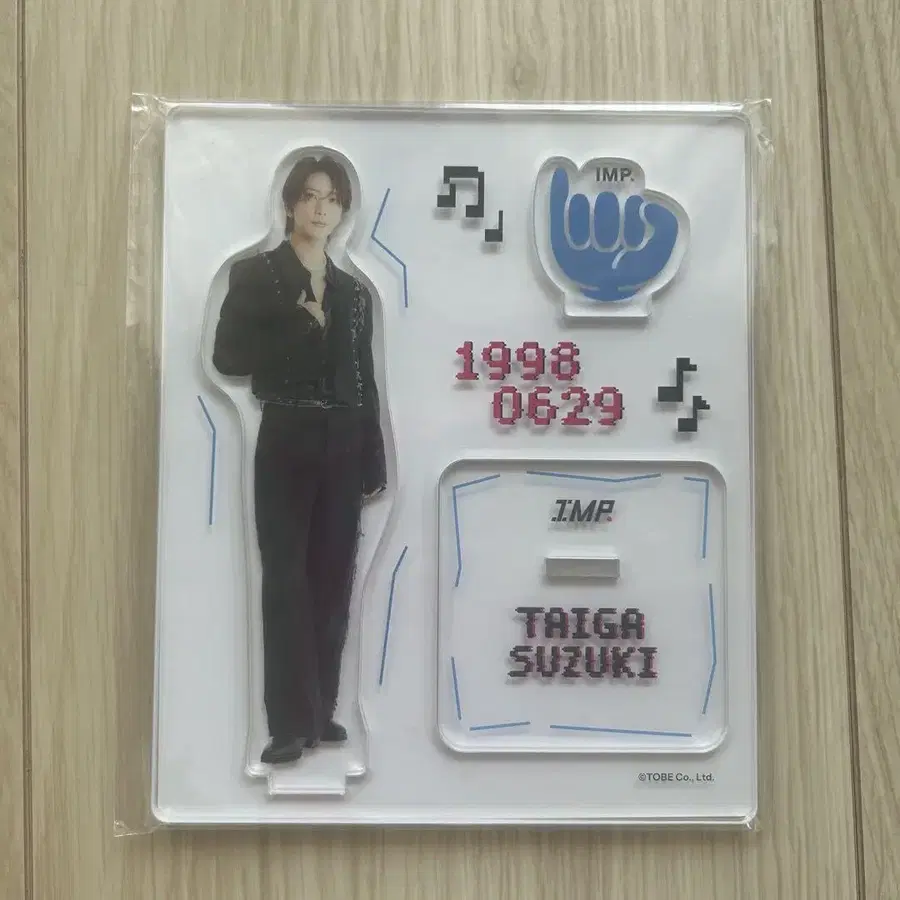 IMP.
1998
0629
IMP.
TAIGA
SUZUKI
©TOBE Co., Ltd.